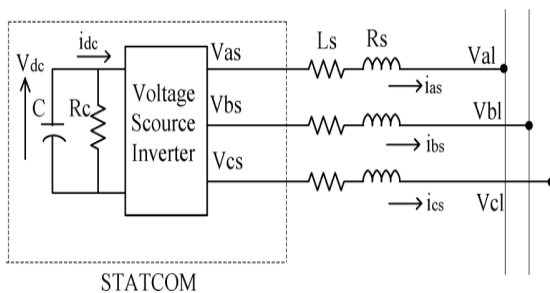 idc
Vas
Ls
Rs
Val
Vdc
ias
C
Rc
Voltage
Scource
Inverter
Vbs
Vbl
ibs
Vcs
ics
Vcl
STATCOM